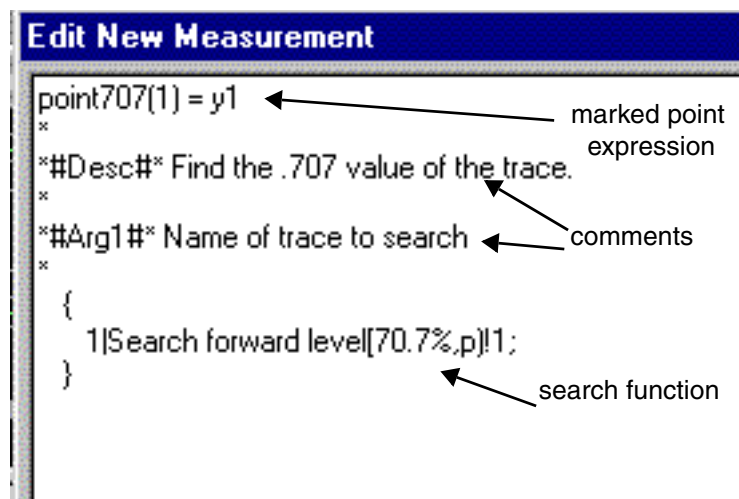 Edit New Measurement
point707(1) = y1
marked point
expression
*
*#Desc#* Find the .707 value of the trace.
*
*#Arg1#* Name of trace to search
comments
*
{
1|Search forward level[70.7%,p)!1;
}
search function